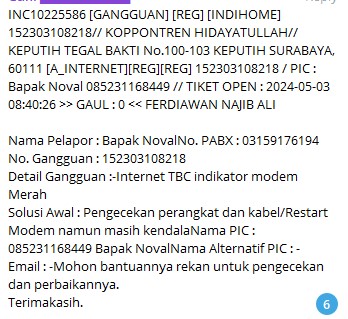 INC10225586 [GANGGUAN] [REG] [INDIHOME]
152303108218// KOPPONTREN HIDAYATULLAH//
KEPUTIH TEGAL BAKTI No.100-103 KEPUTIH SURABAYA,
60111 [A_INTERNET][REG][REG] 152303108218 / PIC :
Bapak Noval 085231168449 // TIKET OPEN : 2024-05-03
08:40:26 >> GAUL : 0 << FERDIAWAN NAJIB ALI
Nama Pelapor : Bapak NovalNo. PABX : 03159176194
No. Gangguan : 152303108218
Detail Gangguan :-Internet TBC indikator modem
Merah
Solusi Awal : Pengecekan perangkat dan kabel/Restart
Modem namun masih kendalaNama PIC :
085231168449 Bapak NovalNama Alternatif PIC : -
Email : -Mohon bantuannya rekan untuk pengecekan
dan perbaikannya.
Terimakasih.
6